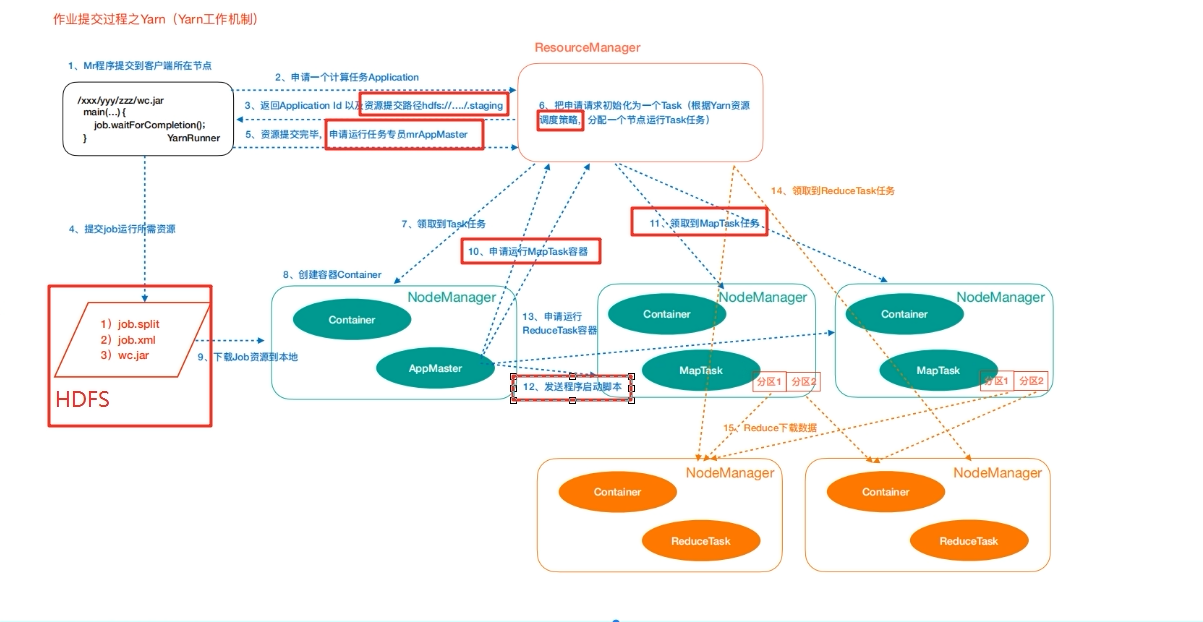 作业提交过程之Yarn（Yarn工作机制）
ResourceManager
1、Mr程序提交到客户端所在节点
2、申请一个计算任务Application
/xxx/yyy/zzz/wc.jar
main(…) {
job.waitForCompletion();
}
YarnRunner
3、返回Application Id 以及资源提交路径hdfs://…./.staging
5、资源提交完毕，申请运行任务专员mrAppMaster
6、把申请请求初始化为一个Task（根据Yarn资源
调度策略，分配一个节点运行Task任务）
14、领取到ReduceTask任务
4、提交job运行所需资源
7、领取到Task任务
11、领取到MapTask任务
10、申请运行MapTask容器
8、创建容器Container
NodeManager
Container
AppMaster
NodeManager
Container
MapTask
分区1
分区2
NodeManager
Container
MapTask
分区1
分区2
13、申请运行
ReduceTask容器
1）job.split
2）job.xml
3）wc.jar
HDFS
9、下载Job资源到本地
12、发送程序启动脚本
15、Reduce下载数据
NodeManager
Container
ReduceTask
NodeManager
Container
ReduceTask